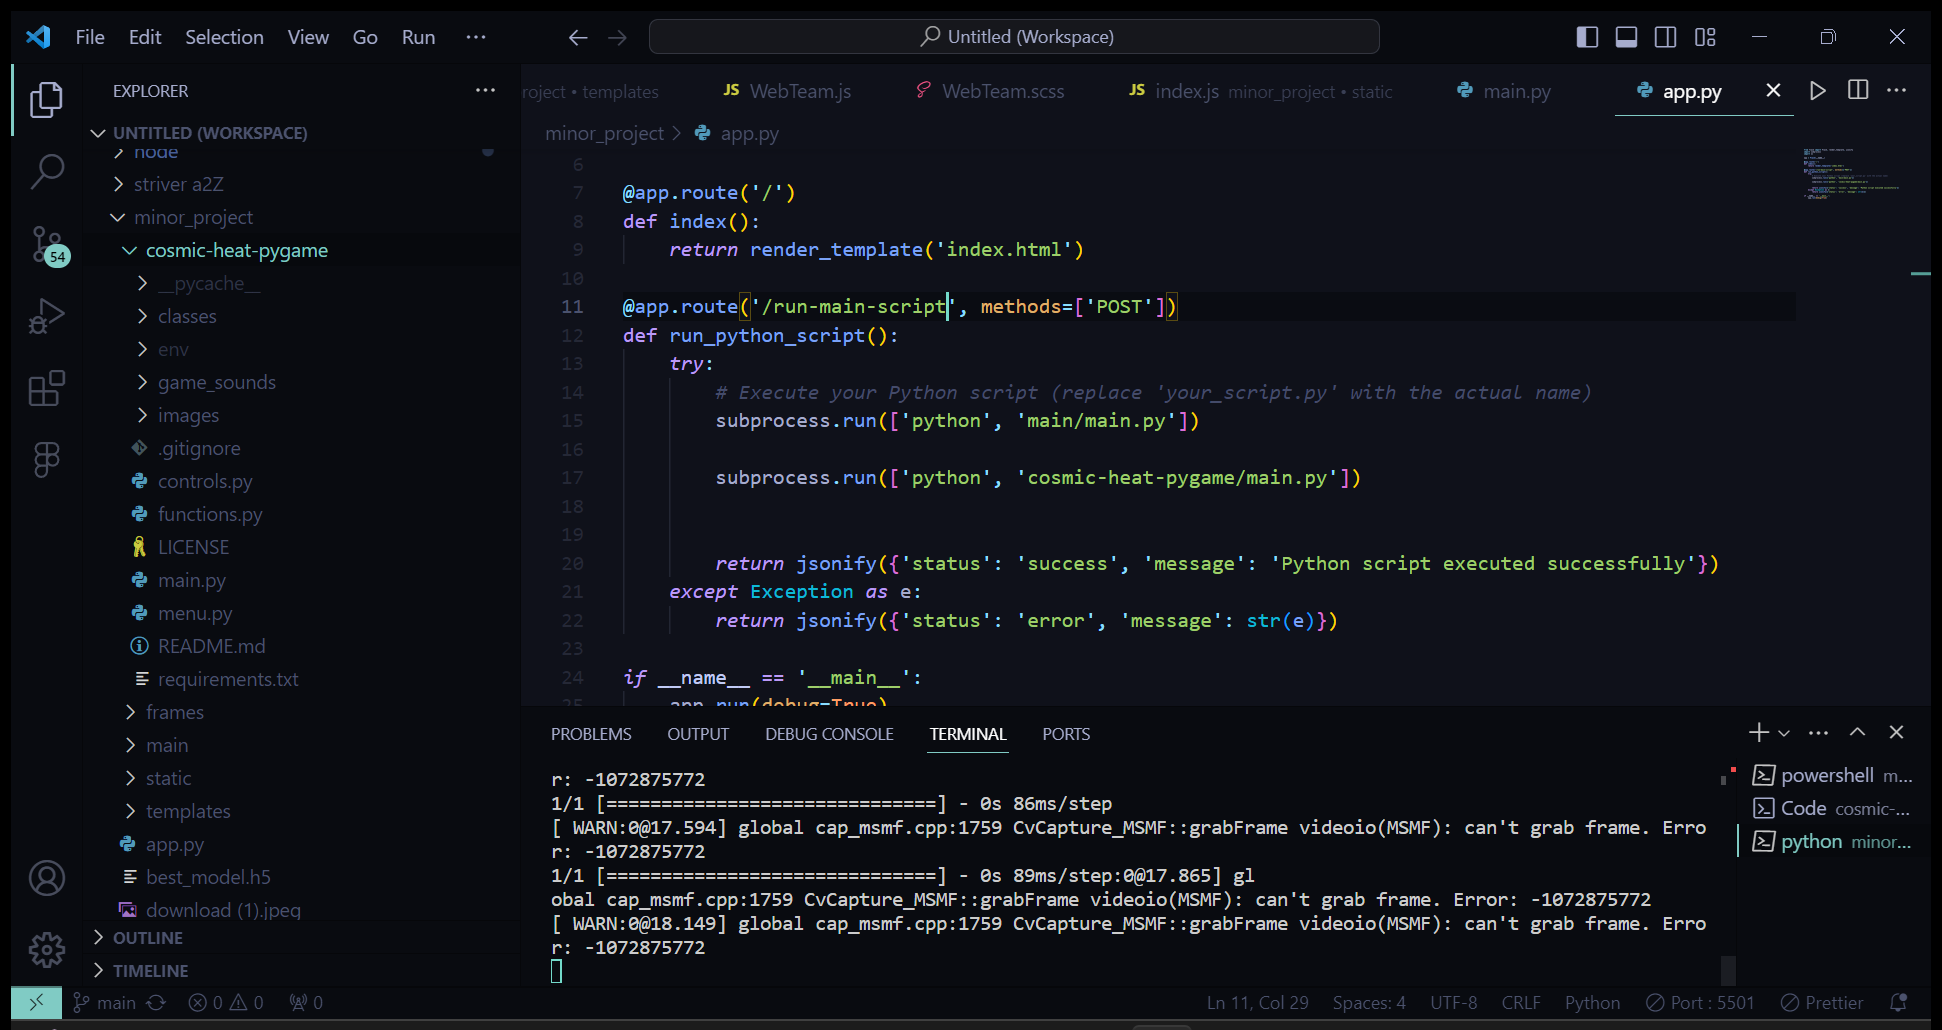 File Edit Selection View Go Run ···
Untitled (Workspace)
EXPLORER
UNTITLED (WORKSPACE)
node
striver a2Z
minor_project
cosmic-heat-pygame
__pycache__
classes
env
game_sounds
images
.gitignore
controls.py
functions.py
LICENSE
main.py
menu.py
README.md
requirements.txt
frames
main
static
templates
app.py
best_model.h5
download (1).jpeg
OUTLINE
TIMELINE
54
roject • templates
JS WebTeam.js
WebTeam.scss
JS index.js minor_project • static
main.py
app.py
minor_project > app.py
6
7 @app.route('/')
8 def index():
9 return render_template('index.html')
10
11 @app.route('/run-main-script', methods=['POST'])
12 def run_python_script():
13 try:
14 # Execute your Python script (replace 'your_script.py' with the actual name)
15 subprocess.run(['python', 'main/main.py'])
16
17 subprocess.run(['python', 'cosmic-heat-pygame/main.py'])
18
19
20 return jsonify({'status': 'success', 'message': 'Python script executed successfully'})
21 except Exception as e:
22 return jsonify({'status': 'error', 'message': str(e)})
23
24 if __name__ == '__main__':
25 app.run(debug=True)
PROBLEMS OUTPUT DEBUG CONSOLE TERMINAL PORTS
r: -1072875772
1/1 [==============================] - 0s 86ms/step
[ WARN:0@17.594] global cap_msmf.cpp:1759 CvCapture_MSMF::grabFrame videoio(MSMF): can't grab frame. Erro
r: -1072875772
1/1 [==============================] - 0s 89ms/step:0@17.865] gl
obal cap_msmf.cpp:1759 CvCapture_MSMF::grabFrame videoio(MSMF): can't grab frame. Error: -1072875772
[ WARN:0@18.149] global cap_msmf.cpp:1759 CvCapture_MSMF::grabFrame videoio(MSMF): can't grab frame. Erro
r: -1072875772
powershell m...
Code cosmic-...
python minor...
main 0 0 0
Ln 11, Col 29 Spaces: 4 UTF-8 CRLF Python Port : 5501 Prettier